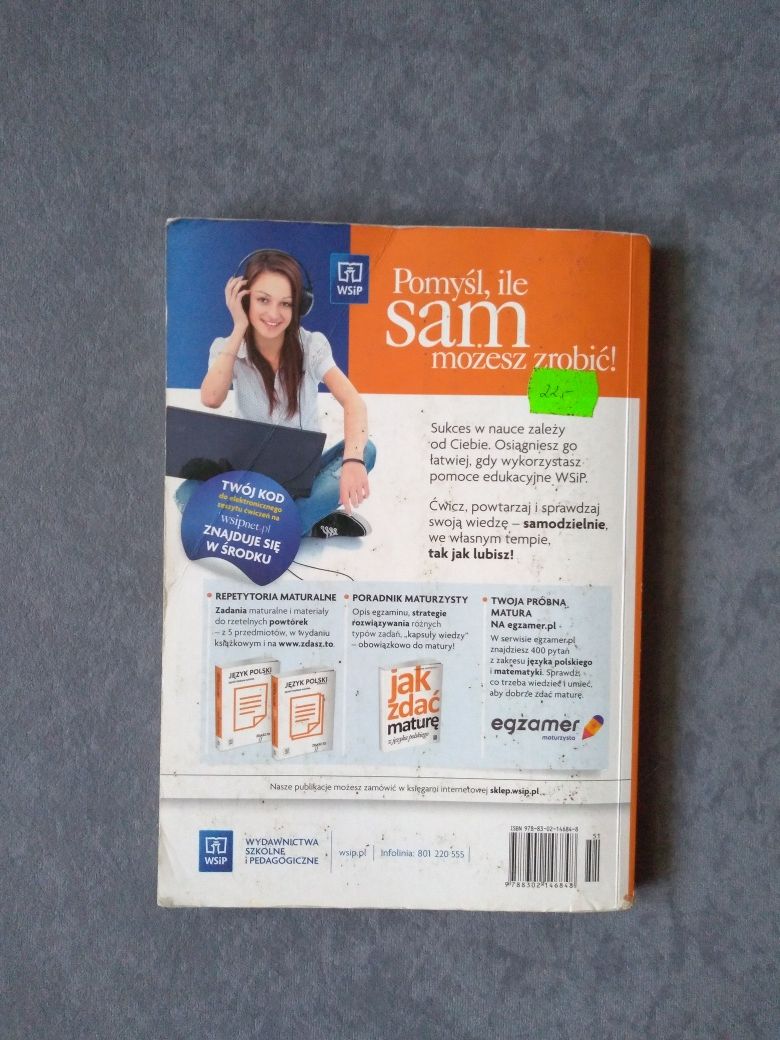 WSiP
Pomyśl, ile
sam
możesz zrobić!
22,-
Sukces w nauce zależy
od Ciebie. Osiągniesz go
łatwiej, gdy wykorzystasz
pomoce edukacyjne WSiP.
Ćwicz, powtarzaj i sprawdzaj
swoją wiedzę – samodzielnie,
we własnym tempie,
tak jak lubisz!
TWÓJ KOD
do elektronicznego
zeszytu ćwiczeń na
wsipnet.pl
ZNAJDUJE SIĘ
W ŚRODKU
• REPETYTORIA MATURALNE
Zadania maturalne i materiały
do rzetelnych powtórek
– z 5 przedmiotów, w wydaniu
książkowym i na www.zdasz.to.
JĘZYK POLSKI
JĘZYK POLSKI
• PORADNIK MATURZYSTY
Opis egzaminu, strategie
rozwiązywania różnych
typów zadań, „kapsuły wiedzy”
– obowiązkowo do matury!
jak
zdać
maturę
z języka polskiego
• TWOJA PRÓBNA
MATURA
NA egzamer.pl
W serwisie egzamer.pl
znajdziesz 400 pytań
z zakresu języka polskiego
i matematyki. Sprawdź,
co trzeba wiedzieć i umieć,
aby dobrze zdać maturę.
egzamer
maturzysta
Nasze publikacje możesz zamówić w księgarni internetowej sklep.wsip.pl
WSiP
WYDAWNICTWA
SZKOLNE
i PEDAGOGICZNE
wsip.pl
Infolinia: 801 220 555
ISBN 978-83-02-14684-8
51
9 788302 146848